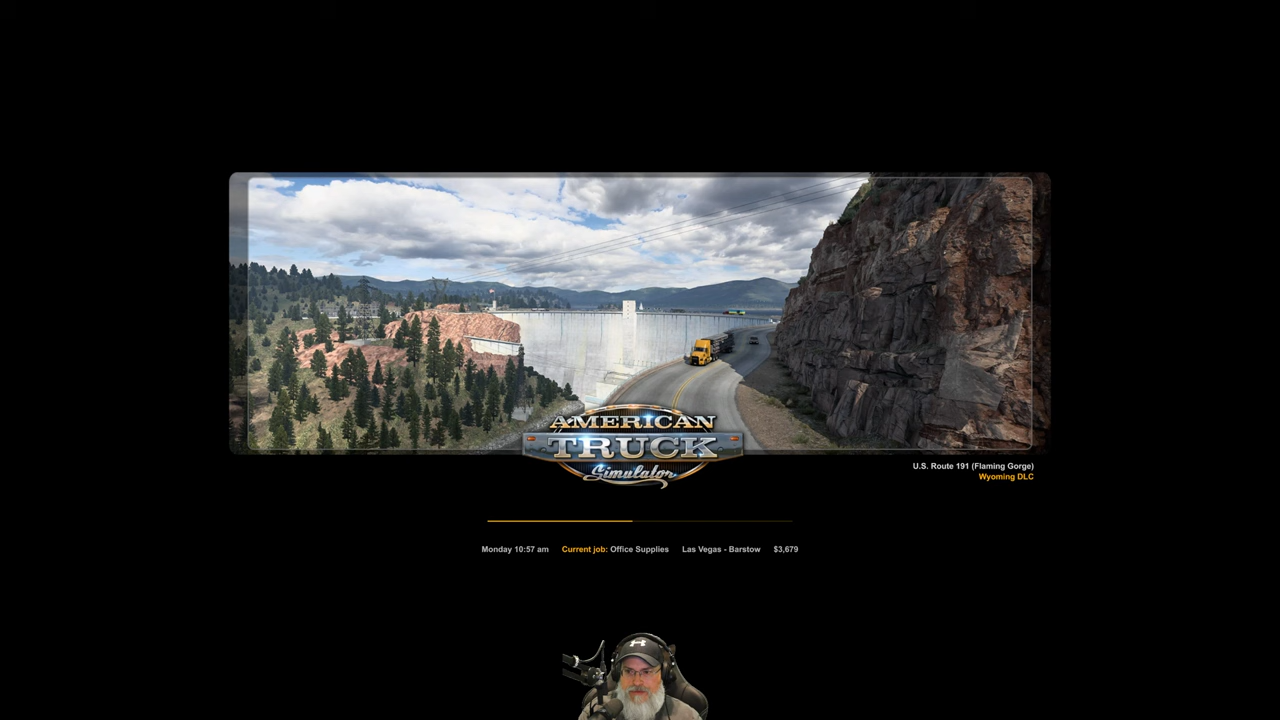 AMERICAN
TRUCK
Simulator
U.S. Route 191 (Flaming Gorge)
Wyoming DLC
Monday 10:57 am Current job: Office Supplies Las Vegas - Barstow $3,679